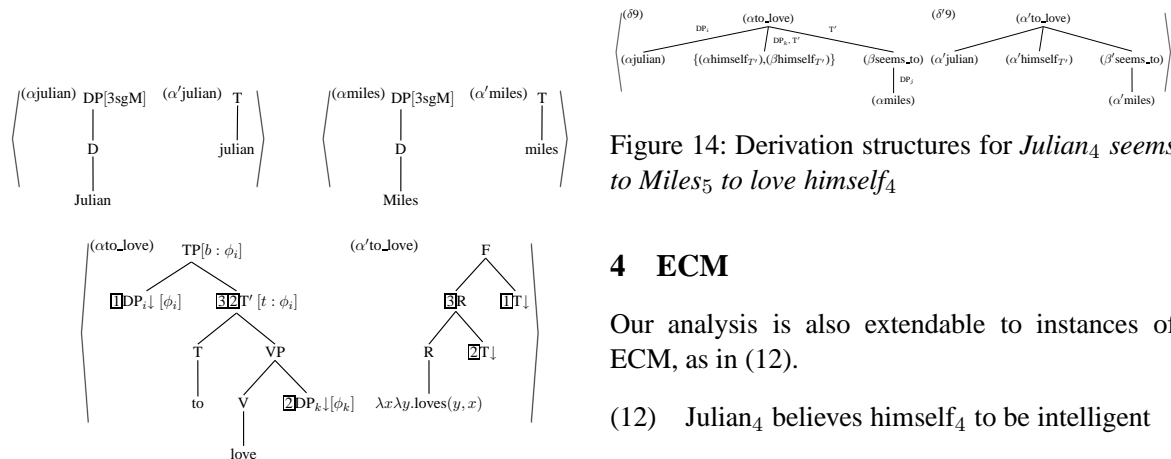 (αjulian) DP[3sgM] (α′julian) T
D julian
Julian
(αmiles) DP[3sgM] (α′miles) T
D miles
Miles
(αto_love) TP[b : ϕᵢ] (α′to_love) F
1 DPᵢ↓ [ϕᵢ] 3 2 T′ [t : ϕᵢ] 3 R 1 T↓
T VP R 2 T↓
to V 2 DPₖ↓[ϕₖ] λxλy.loves(y, x)
love
(δ9) (αto_love) (δ′9) (α′to_love)
DPᵢ DPₖ, T′ T′
(αjulian) {(αhimself_T′),(βhimself_T′)} (βseems_to) (α′julian) (α′himself_T′) (β′seems_to)
DPⱼ
(αmiles) (α′miles)
Figure 14: Derivation structures for Julian₄ seems
to Miles₅ to love himself₄
4 ECM
Our analysis is also extendable to instances of
ECM, as in (12).
(12) Julian₄ believes himself₄ to be intelligent